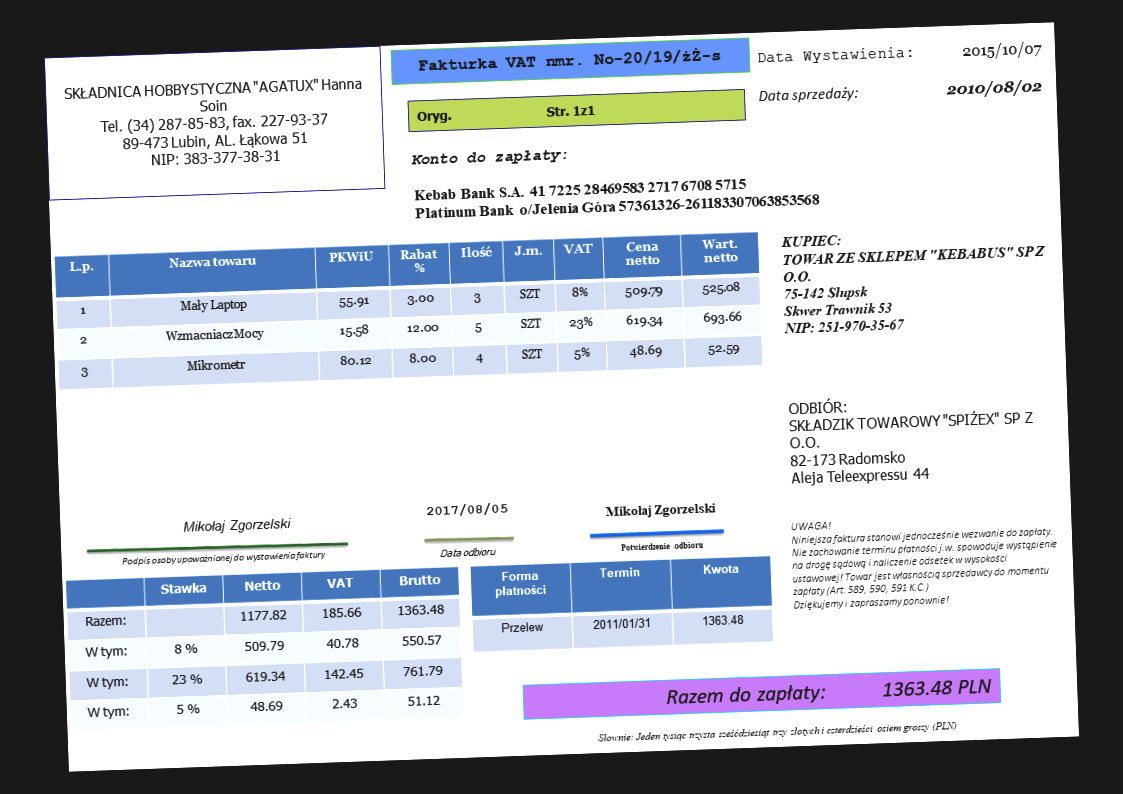 SKŁADNICA HOBBYSTYCZNA "AGATUX" Hanna
Soin
Tel. (34) 287-85-83, fax. 227-93-37
89-473 Lubin, AL. Łąkowa 51
NIP: 383-377-38-31
Fakturka VAT nmr. No-20/19/żŻ-s
Oryg. Str. 1z1
Data Wystawienia: 2015/10/07
Data sprzedaży: 2010/08/02
Konto do zapłaty:
Kebab Bank S.A. 41 7225 28469583 2717 6708 5715
Platinum Bank o/Jelenia Góra 57361326-261183307063853568
L.p. Nazwa towaru PKWiU Rabat % Ilość J.m. VAT Cena netto Wart. netto
1 Mały Laptop 55.91 3.00 3 SZT 8% 509.79 525.08
2 WzmacniaczMocy 15.58 12.00 5 SZT 23% 619.34 693.66
3 Mikrometr 80.12 8.00 4 SZT 5% 48.69 52.59
KUPIEC:
TOWAR ZE SKLEPEM "KEBABUS" SP Z
O.O.
75-142 Słupsk
Skwer Trawnik 53
NIP: 251-970-35-67
ODBIÓR:
SKŁADZIK TOWAROWY "SPIŻEX" SP Z
O.O.
82-173 Radomsko
Aleja Teleexpressu 44
Mikołaj Zgorzelski
Podpis osoby upoważnionej do wystawienia faktury
2017/08/05
Data odbioru
Mikołaj Zgorzelski
Potwierdzenie odbioru
UWAGA!
Niniejsza faktura stanowi jednocześnie wezwanie do zapłaty.
Nie zachowanie terminu płatności j.w. spowoduje wystąpienie
na drogę sądową i naliczenie odsetek w wysokości
ustawowej! Towar jest własnością sprzedawcy do momentu
zapłaty (Art. 589, 590, 591 K.C.)
Dziękujemy i zapraszamy ponownie!
Stawka Netto VAT Brutto
Razem: 1177.82 185.66 1363.48
W tym: 8 % 509.79 40.78 550.57
W tym: 23 % 619.34 142.45 761.79
W tym: 5 % 48.69 2.43 51.12
Forma płatności Termin Kwota
Przelew 2011/01/31 1363.48
Razem do zapłaty: 1363.48 PLN
Słownie: Jeden tysiąc trzysta sześćdziesiąt trzy złotych i czterdzieści osiem groszy (PLN)